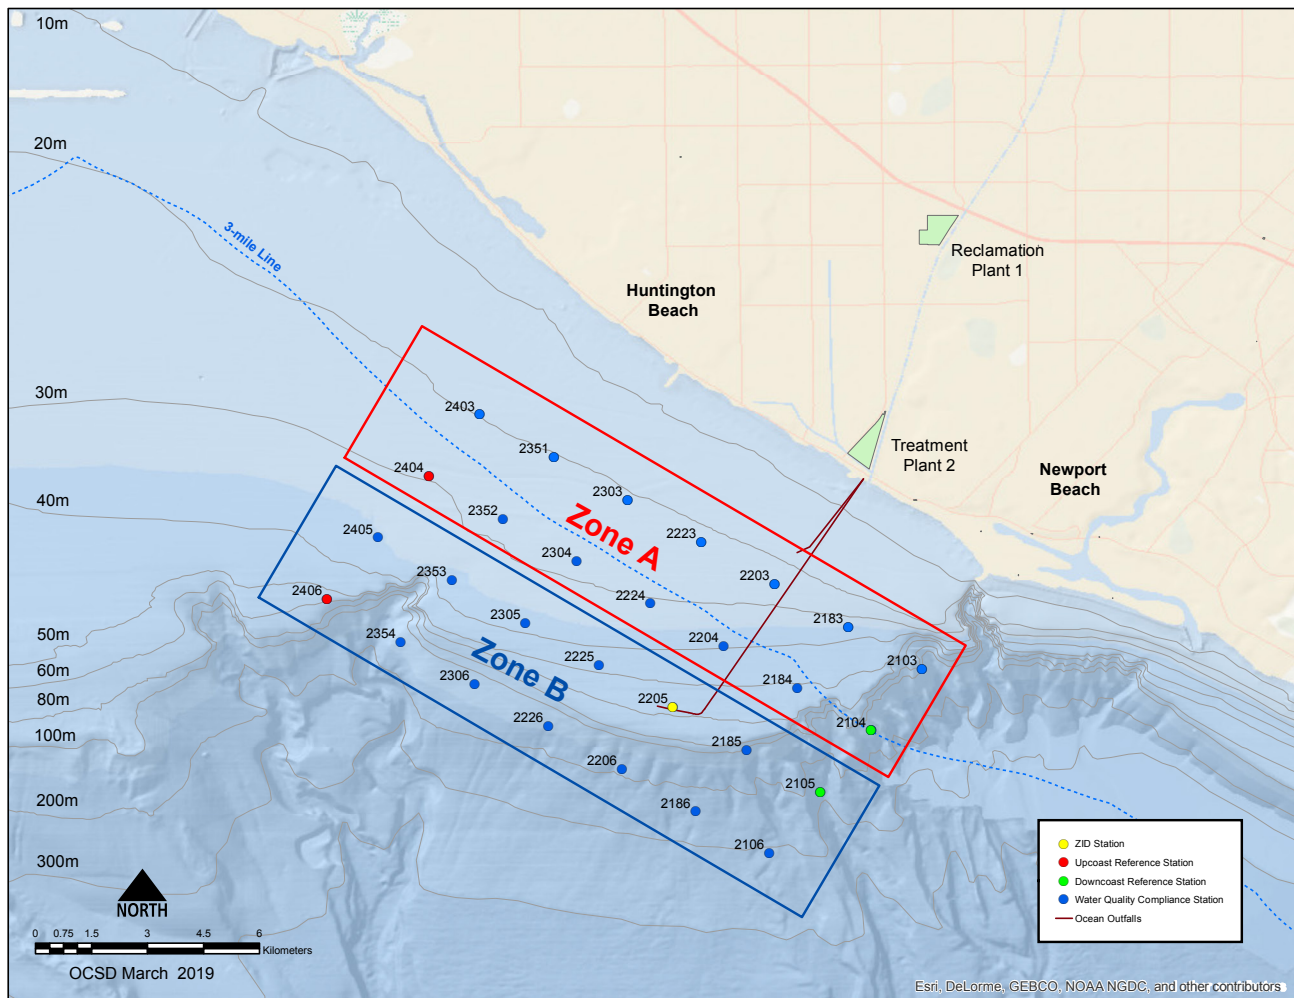 10m
20m
3-mile Line
Reclamation
Plant 1
Huntington
Beach
30m
2403
2351
2404
2303
Treatment
Plant 2
Newport
Beach
40m
2405
2352
Zone A
2223
2304
2353
2203
2406
2224
2305
2183
50m
2354
2204
60m
2306
Zone B
2225
2184
2103
80m
2205
2104
100m
2226
2185
2206
2105
200m
2186
2106
300m
NORTH
0 0.75 1.5 3 4.5 6
Kilometers
OCSD March 2019
ZID Station
Upcoast Reference Station
Downcoast Reference Station
Water Quality Compliance Station
Ocean Outfalls
Esri, DeLorme, GEBCO, NOAA NGDC, and other contributors